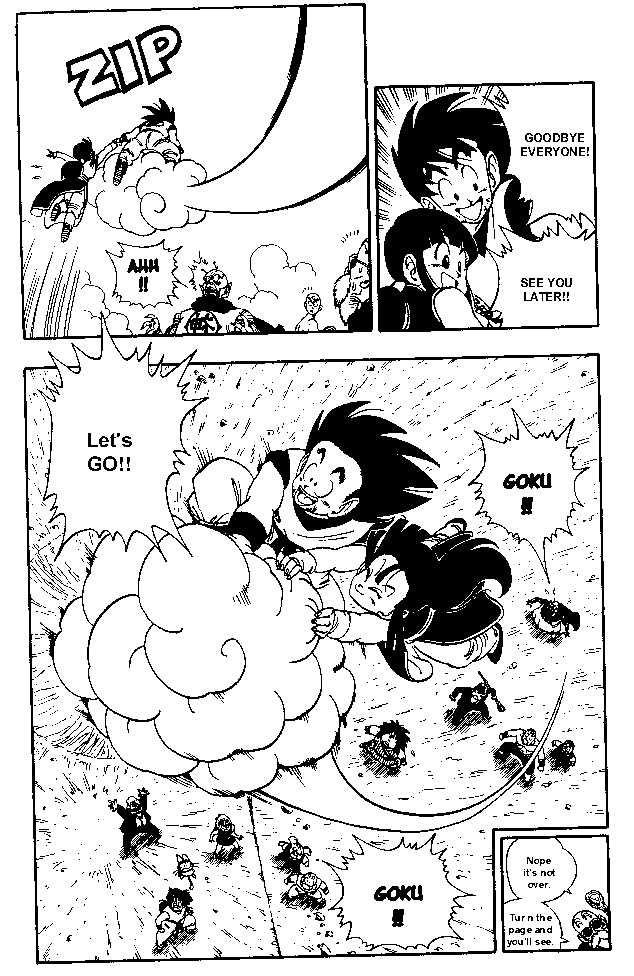 ZIP
GOODBYE
EVERYONE!
AHH
!!
SEE YOU
LATER!!
Let's
GO!!
GOKU
!!
GOKU
!!
Nope
it's not
over.
Turn the
page and
you'll see.